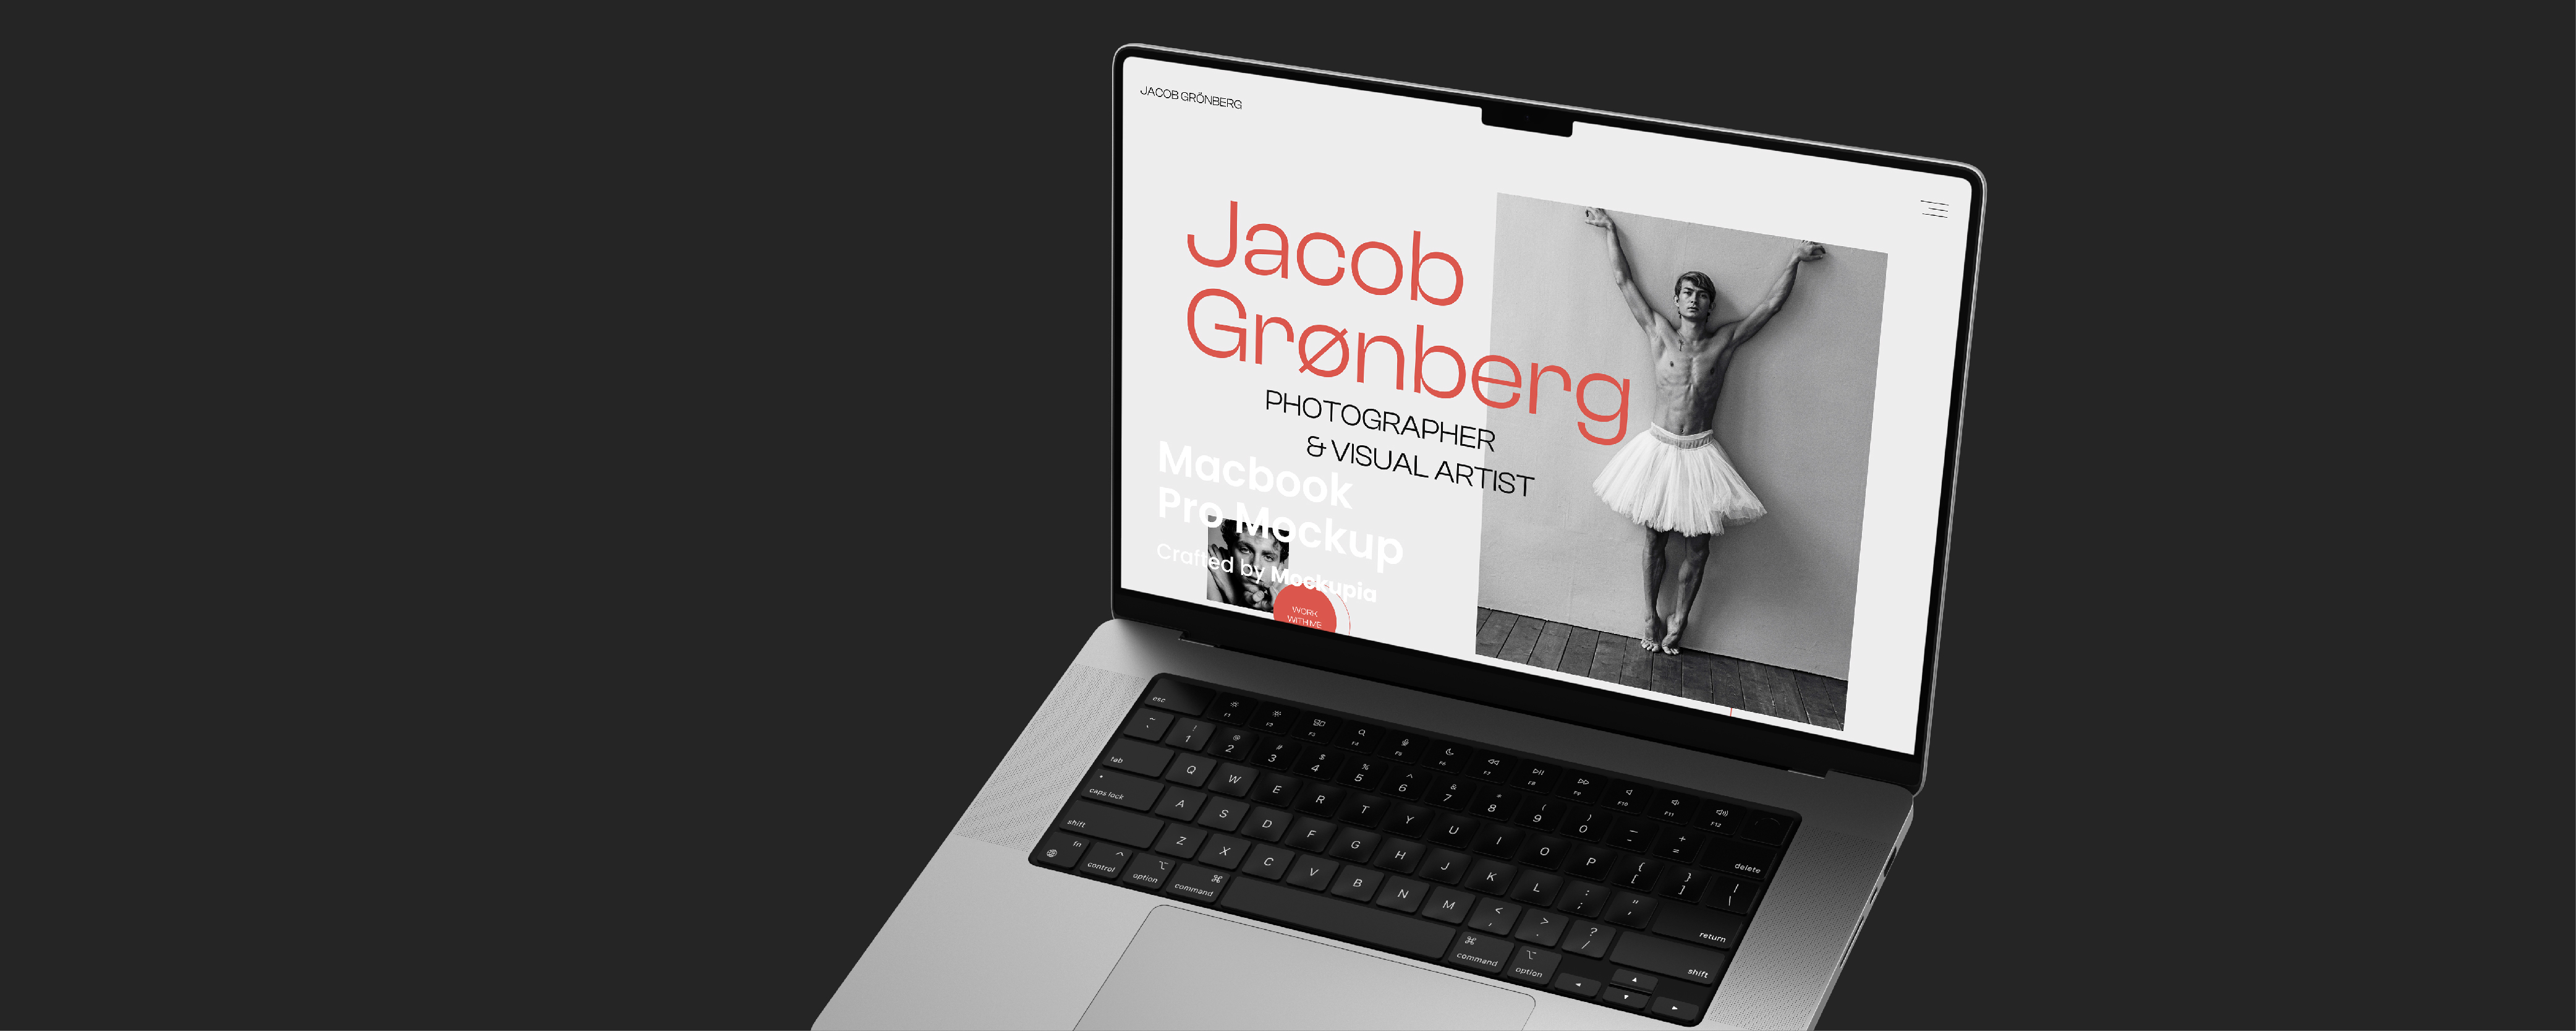 JACOB GRÖNBERG
Jacob
Grønberg
PHOTOGRAPHER
& VISUAL ARTIST
Macbook
Pro Mockup
Crafted by Mockupia
WORK
WITH ME
esc F1 F2 F3 F4 F5 F6 F7 F8 F9 F10 F11 F12
~ ! @ # $ % ^ & * ( ) — +
` 1 2 3 4 5 6 7 8 9 0 - = delete
tab Q W E R T Y U I O P { [ } ] | \
caps lock A S D F G H J K L : ; " ' return
shift Z X C V B N M < , > . ? / shift
fn control option command command option